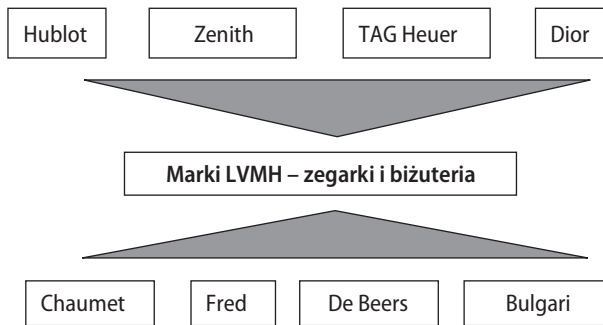 Hublot
Zenith
TAG Heuer
Dior
Marki LVMH – zegarki i biżuteria
Chaumet
Fred
De Beers
Bulgari